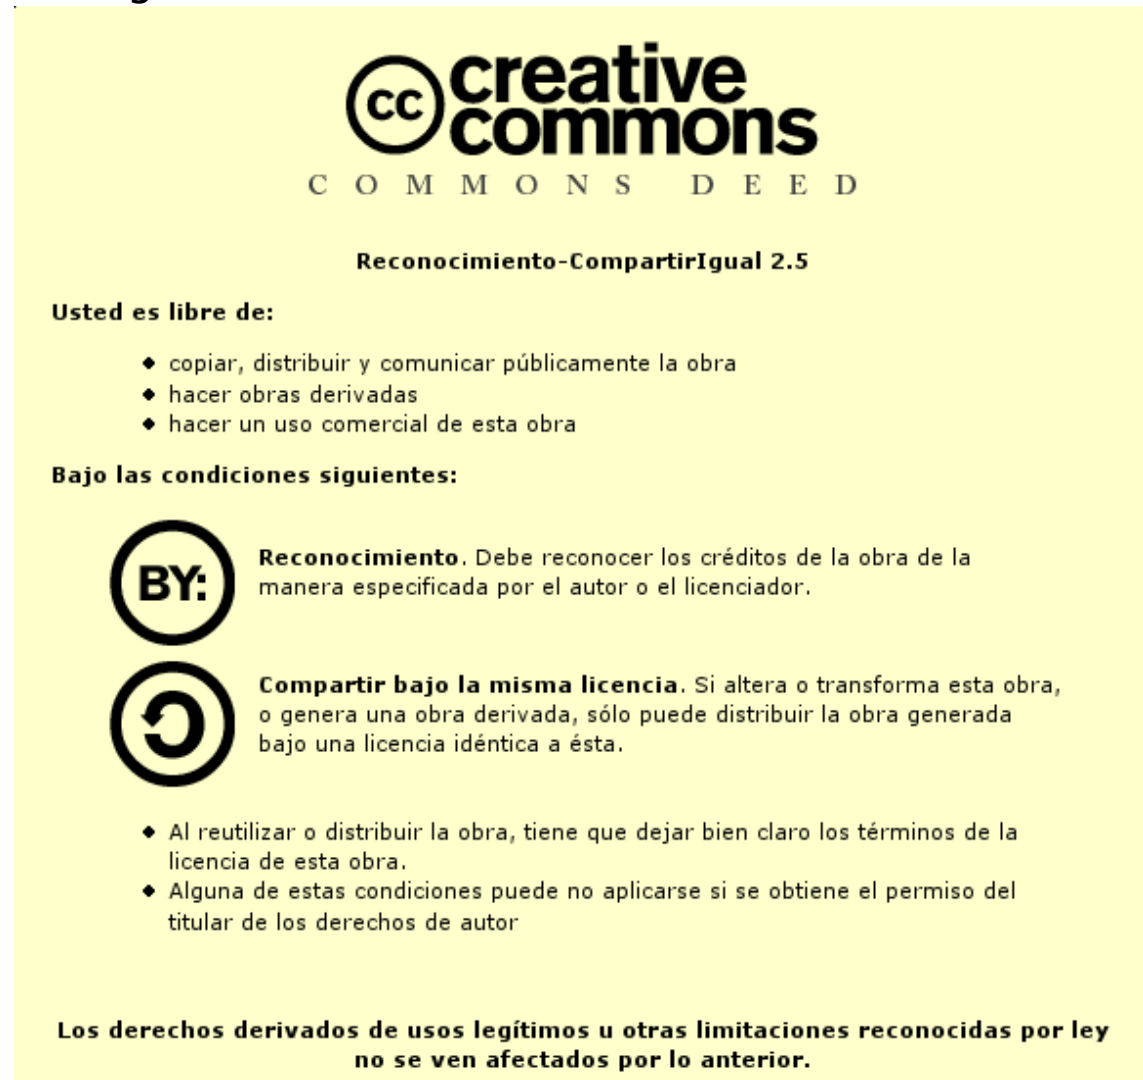 cc creative
commons
COMMONS DEED
Reconocimiento-CompartirIgual 2.5
Usted es libre de:
copiar, distribuir y comunicar públicamente la obra
hacer obras derivadas
hacer un uso comercial de esta obra
Bajo las condiciones siguientes:
BY:
Reconocimiento. Debe reconocer los créditos de la obra de la
manera especificada por el autor o el licenciador.
Compartir bajo la misma licencia. Si altera o transforma esta obra,
o genera una obra derivada, sólo puede distribuir la obra generada
bajo una licencia idéntica a ésta.
Al reutilizar o distribuir la obra, tiene que dejar bien claro los términos de la
licencia de esta obra.
Alguna de estas condiciones puede no aplicarse si se obtiene el permiso del
titular de los derechos de autor
Los derechos derivados de usos legítimos u otras limitaciones reconocidas por ley
no se ven afectados por lo anterior.